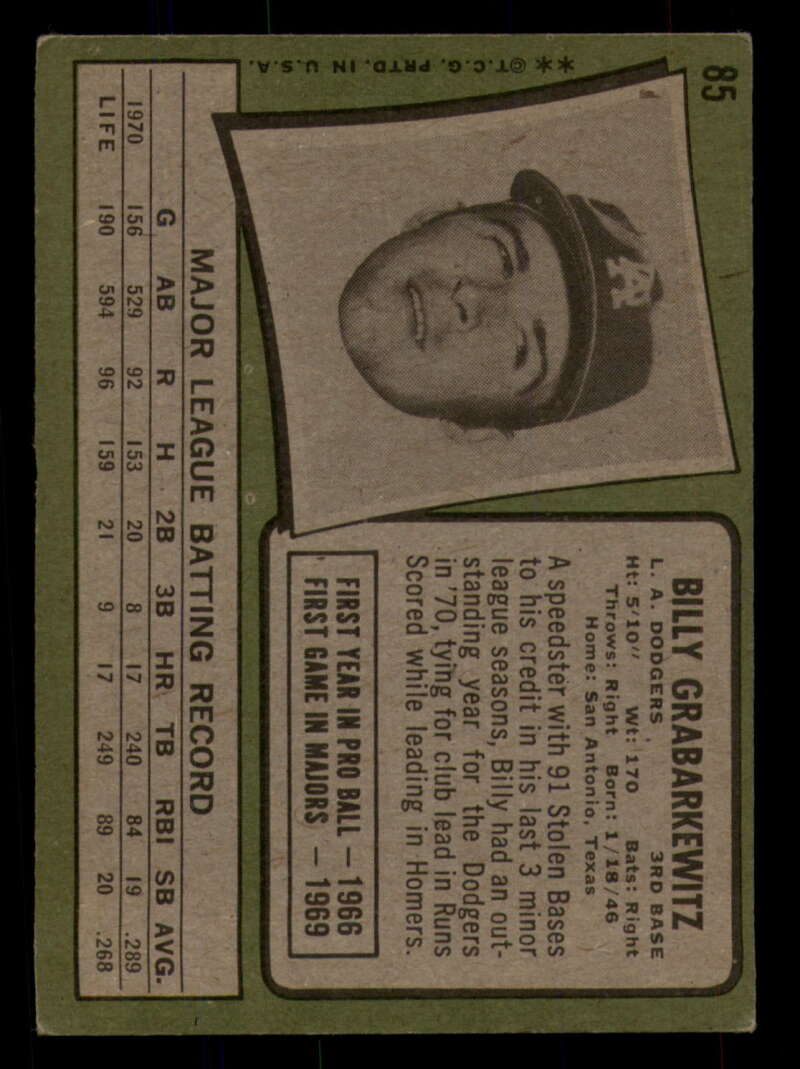 85
** ©T.C.G. PRTD. IN U.S.A.
LA
BILLY GRABARKEWITZ
L. A. DODGERS 3RD BASE
Ht: 5'10" Wt: 170 Bats: Right
Throws: Right Born: 1/18/46
Home: San Antonio, Texas
A speedster with 91 Stolen Bases
to his credit in his last 3 minor
league seasons, Billy had an out-
standing year for the Dodgers
in '70, tying for club lead in Runs
Scored while leading in Homers.
FIRST YEAR IN PRO BALL — 1966
FIRST GAME IN MAJORS — 1969
MAJOR LEAGUE BATTING RECORD
G AB R H 2B 3B HR TB RBI SB AVG.
1970 156 529 92 153 20 8 17 240 84 19 .289
LIFE 190 594 96 159 21 9 17 249 89 20 .268